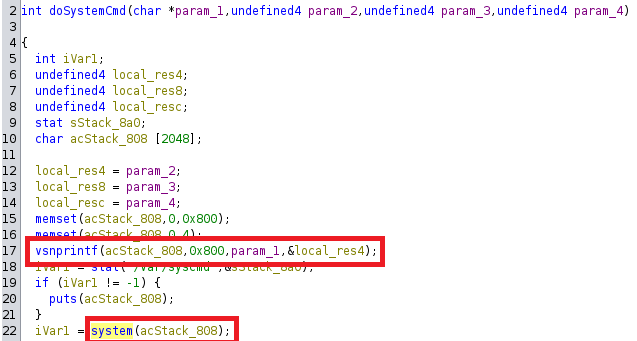 2 int doSystemCmd(char *param_1,undefined4 param_2,undefined4 param_3,undefined4 param_4)
3
4 {
5 int iVar1;
6 undefined4 local_res4;
7 undefined4 local_res8;
8 undefined4 local_resc;
9 stat sStack_8a0;
10 char acStack_808 [2048];
11
12 local_res4 = param_2;
13 local_res8 = param_3;
14 local_resc = param_4;
15 memset(acStack_808,0,0x800);
16 memset(acStack_808,0,4);
17 vsnprintf(acStack_808,0x800,param_1,&local_res4);
18 iVar1 = stat("/var/syscmd",&sStack_8a0);
19 if (iVar1 != -1) {
20 puts(acStack_808);
21 }
22 iVar1 = system(acStack_808);